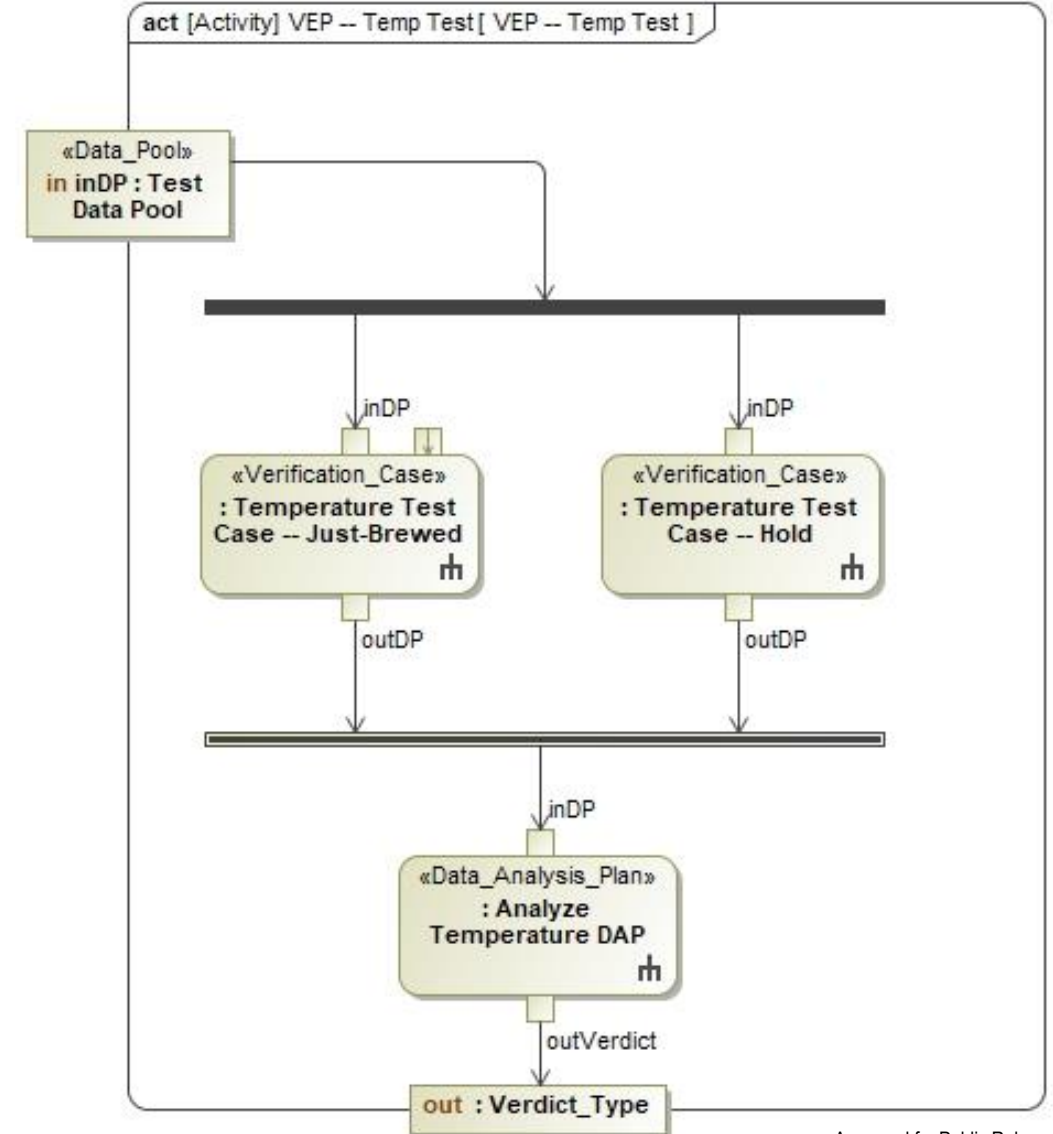 act [Activity] VEP -- Temp Test [ VEP -- Temp Test ]
«Data_Pool»
in inDP : Test
Data Pool
inDP
inDP
«Verification_Case»
: Temperature Test
Case -- Just-Brewed
«Verification_Case»
: Temperature Test
Case -- Hold
outDP
outDP
inDP
«Data_Analysis_Plan»
: Analyze
Temperature DAP
outVerdict
out : Verdict_Type